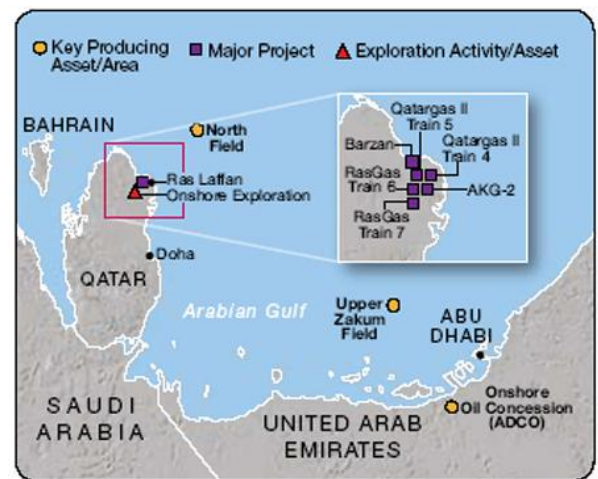 Key Producing
Asset/Area
Major Project
Exploration Activity/Asset
BAHRAIN
North
Field
Ras Laffan
Onshore Exploration
Doha
QATAR
Qatargas II
Train 5
Barzan
Qatargas II
Train 4
RasGas
Train 6
AKG-2
RasGas
Train 7
Arabian Gulf
Upper
Zakum
Field
ABU
DHABI
Onshore
Oil Concession
(ADCO)
SAUDI
ARABIA
UNITED ARAB
EMIRATES